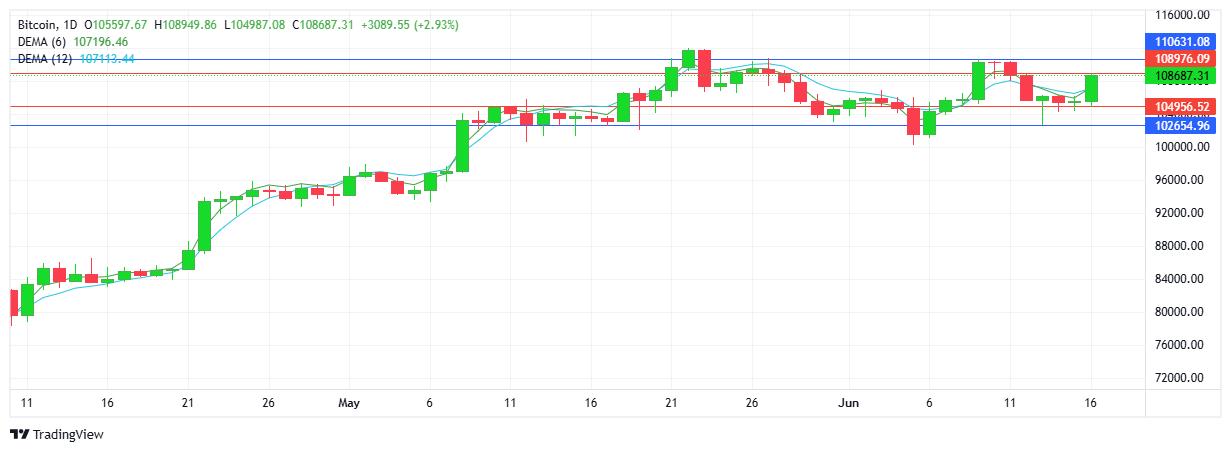 Bitcoin, 1D O105597.67 H108949.86 L104987.08 C108687.31 +3089.55 (+2.93%)
DEMA (6) 107196.46
DEMA (12) 107113.44
116000.00
110631.08
108976.09
108687.31
104956.52
102654.96
100000.00
96000.00
92000.00
88000.00
84000.00
80000.00
76000.00
72000.00
11 16 21 26 May 6 11 16 21 26 Jun 6 11 16
TradingView